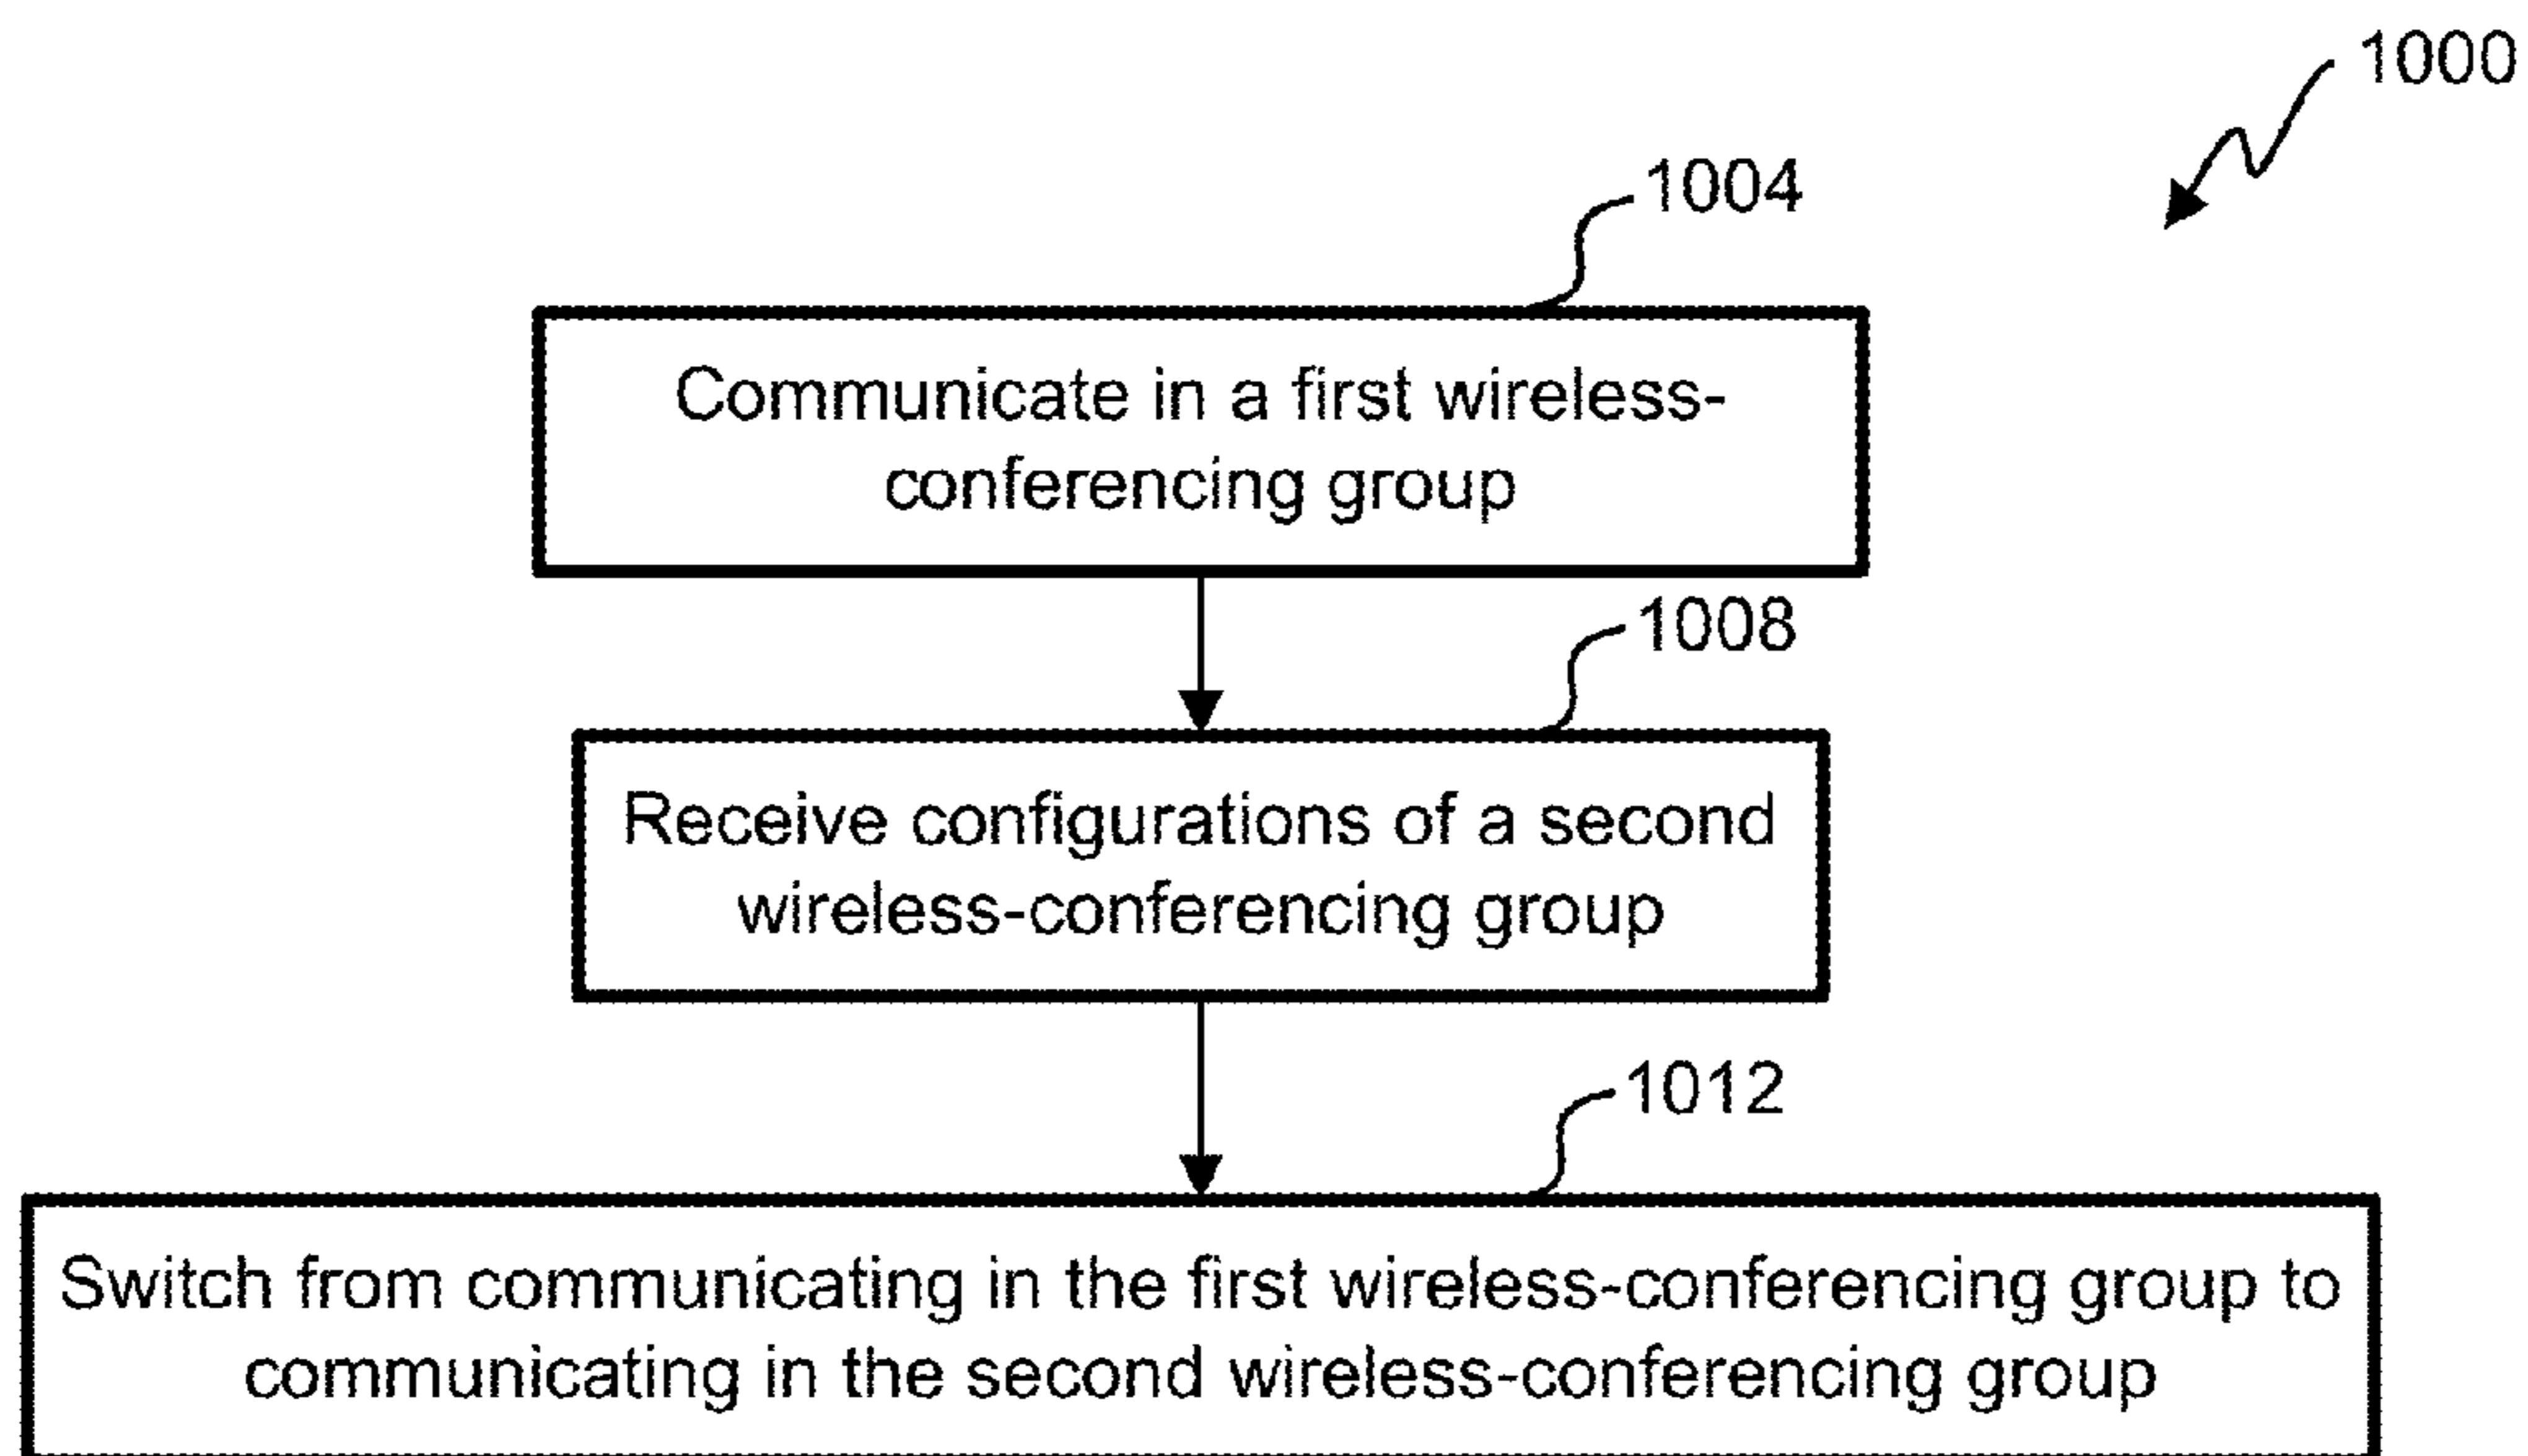 1000
1004
Communicate in a first wireless-
conferencing group
1008
Receive configurations of a second
wireless-conferencing group
1012
Switch from communicating in the first wireless-conferencing group to
communicating in the second wireless-conferencing group